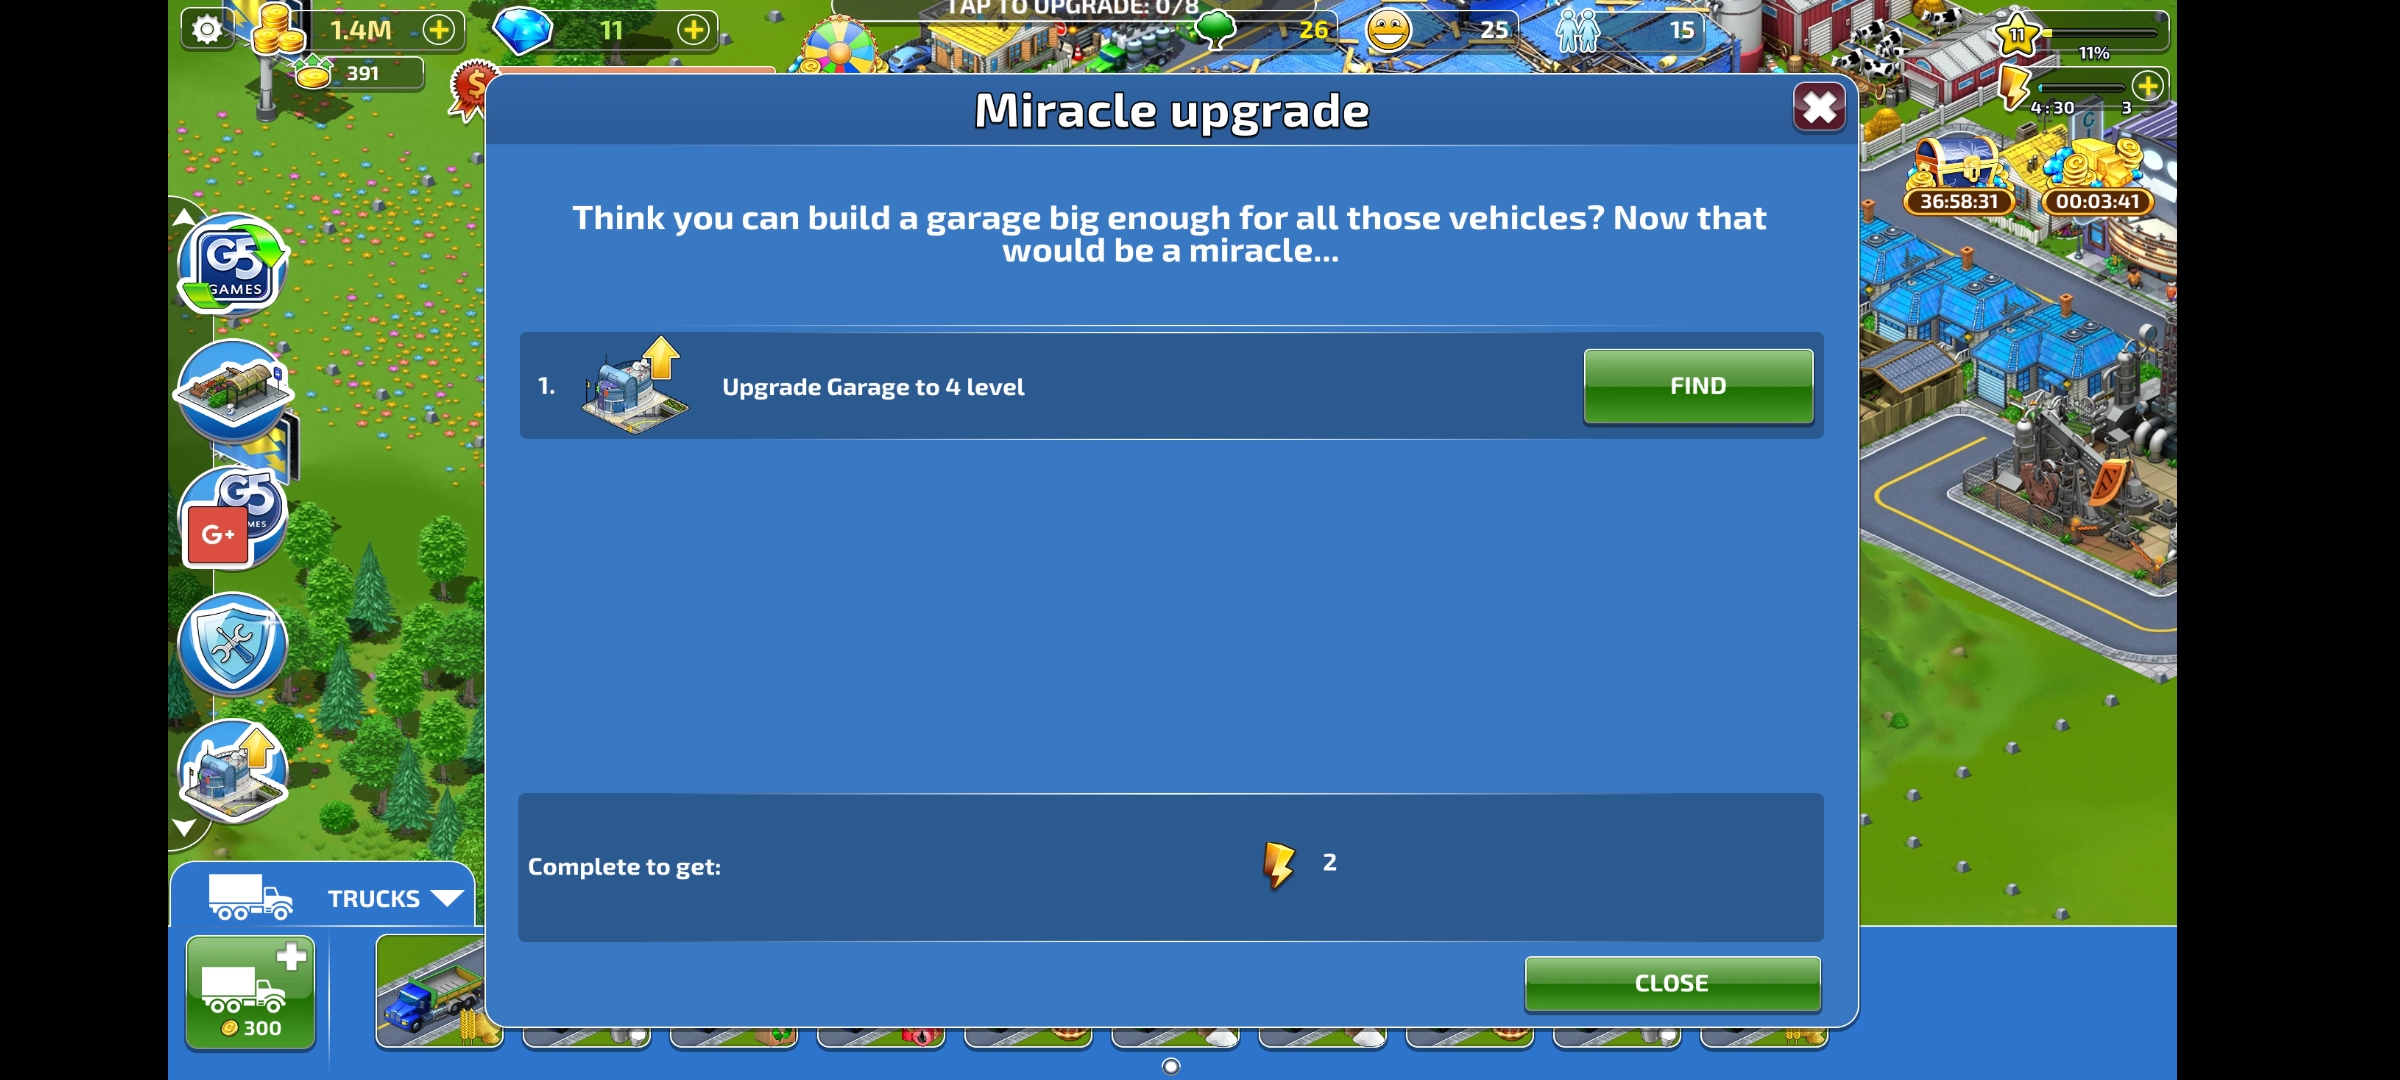 TAP TO UPGRADE: 0/8
1.4M
11
26
25
15
11
11%
391
4:30
3
Miracle upgrade
36:58:31
00:03:41
Think you can build a garage big enough for all those vehicles? Now that
would be a miracle...
G5
GAMES
1.
Upgrade Garage to 4 level
FIND
G5
MES
G+
Complete to get:
2
TRUCKS
CLOSE
300